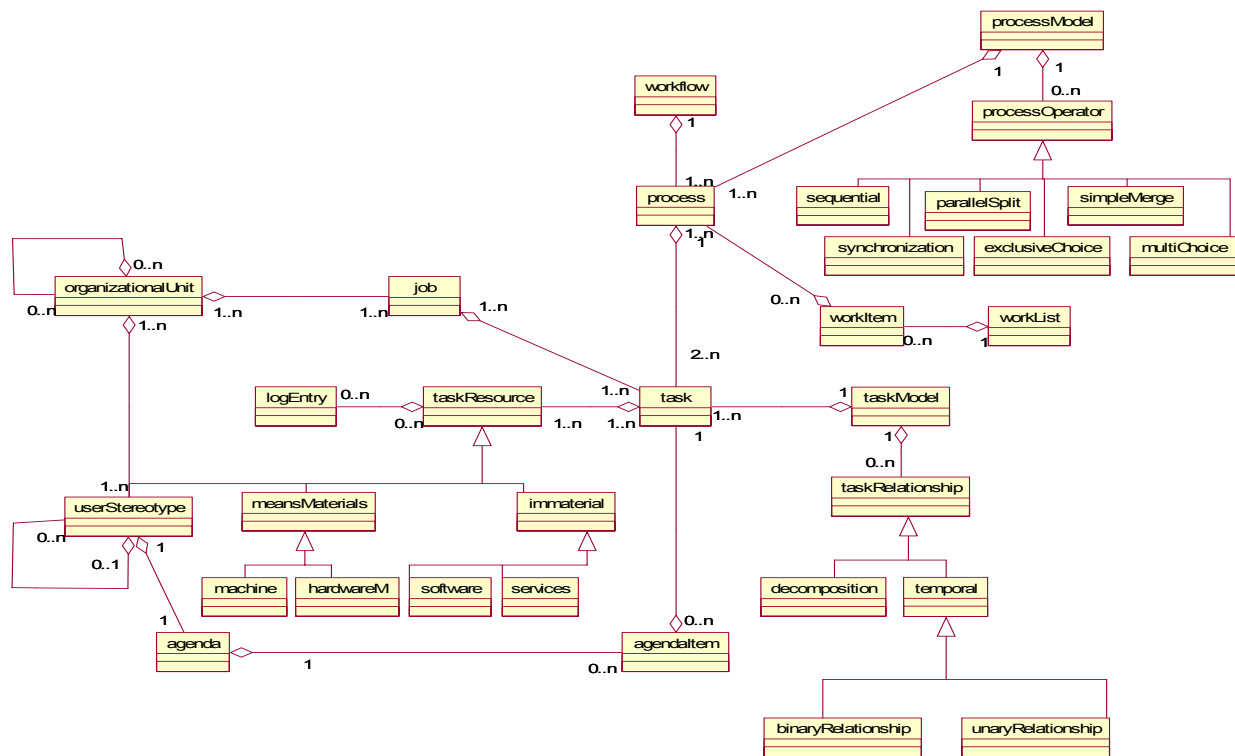 processModel
1
1
workflow
0..n
1
processOperator
1..n
1..n
process
sequential
parallelSplit
simpleMerge
1..n
1
synchronization
exclusiveChoice
multiChoice
0..n
organizationalUnit
job
1..n
0..n
1..n
1..n
1..n
0..n
workItem
workList
0..n
1
2..n
logEntry
0..n
taskResource
1..n
task
1
taskModel
0..n
1..n
1..n
1..n
1
1
0..n
taskRelationship
1..n
userStereotype
meansMaterials
immaterial
0..n
1
0..1
machine
hardwareM
software
services
decomposition
temporal
1
0..n
agenda
agendaItem
1
0..n
binaryRelationship
unaryRelationship